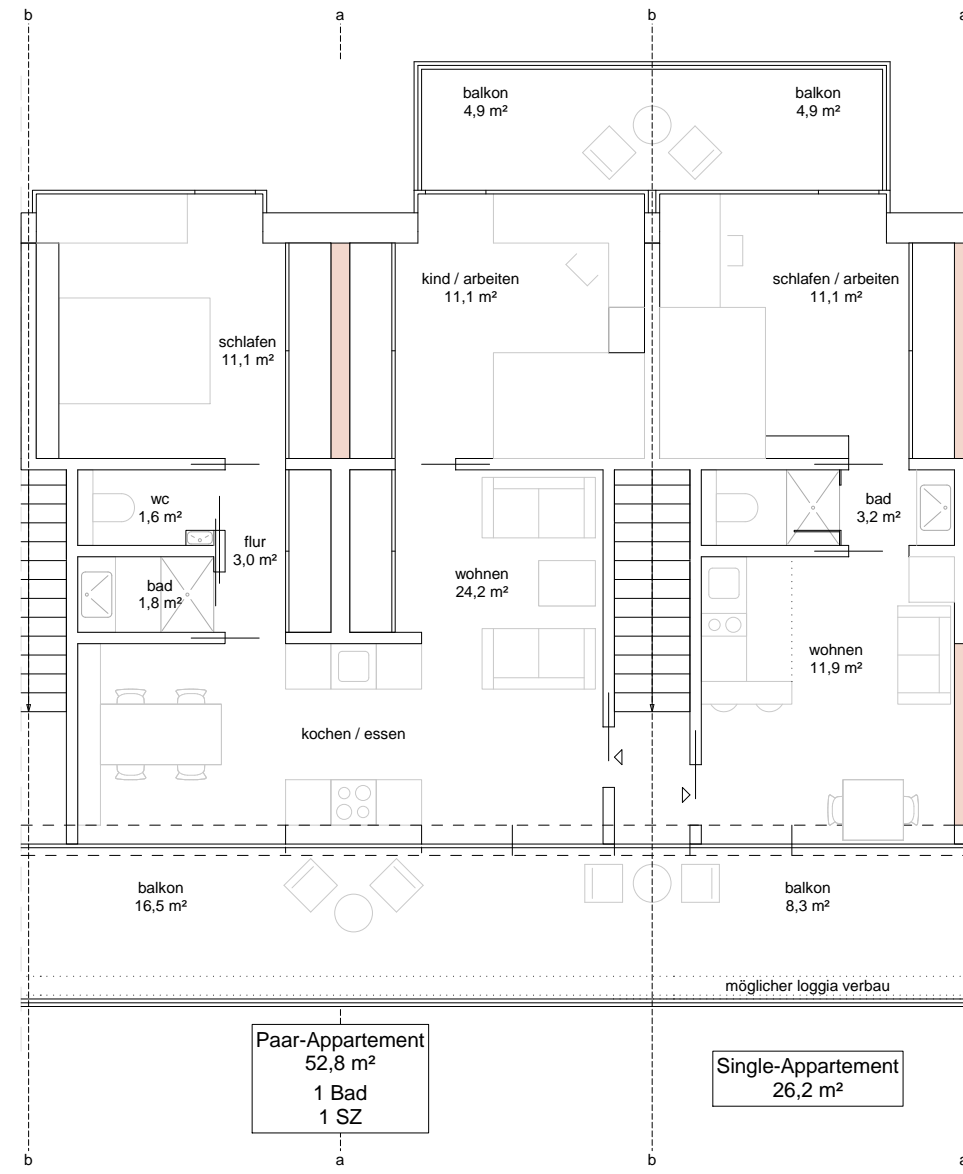 b
a
b
a
balkon
4,9 m²
balkon
4,9 m²
kind / arbeiten
11,1 m²
schlafen / arbeiten
11,1 m²
schlafen
11,1 m²
wc
1,6 m²
bad
3,2 m²
flur
3,0 m²
bad
1,8 m²
wohnen
24,2 m²
wohnen
11,9 m²
kochen / essen
balkon
16,5 m²
balkon
8,3 m²
möglicher loggia verbau
Paar-Appartement
52,8 m²
1 Bad
1 SZ
Single-Appartement
26,2 m²
b
a
b
a